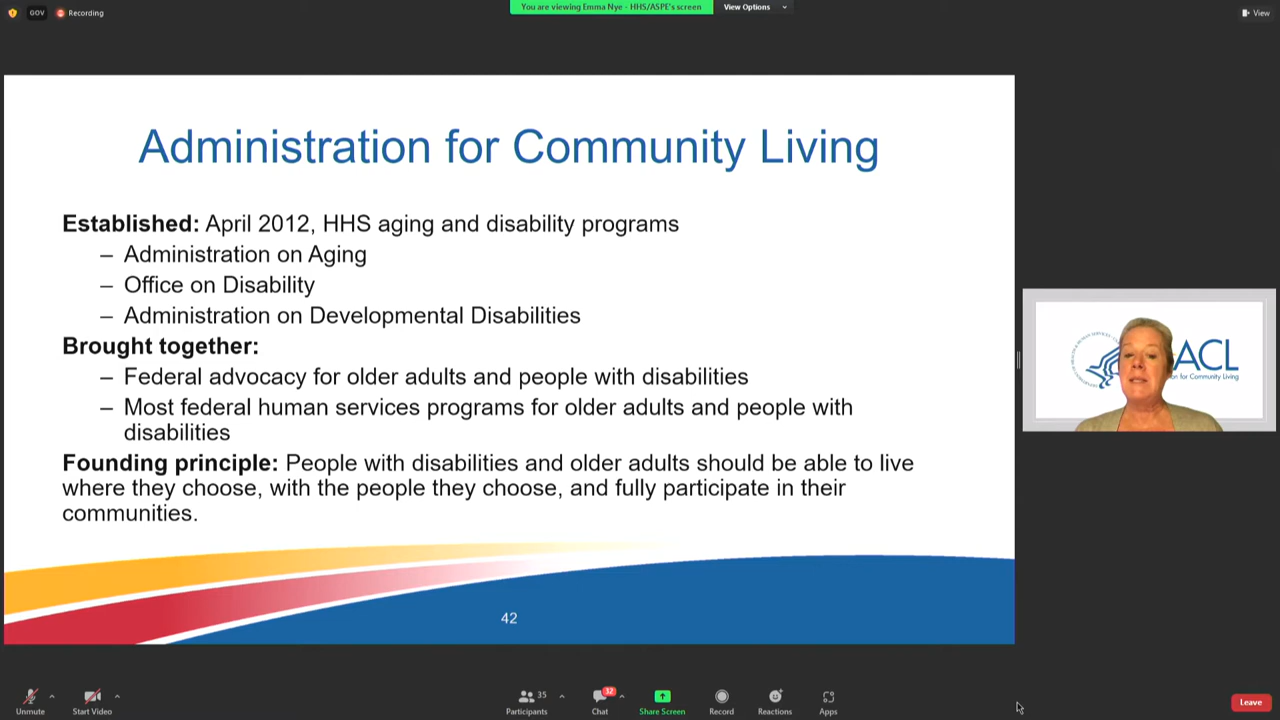 GOV
Recording
You are viewing Emma Nye - HHS/ASPE's screen
View Options
View
Administration for Community Living
Established: April 2012, HHS aging and disability programs
– Administration on Aging
– Office on Disability
– Administration on Developmental Disabilities
Brought together:
– Federal advocacy for older adults and people with disabilities
– Most federal human services programs for older adults and people with
disabilities
Founding principle: People with disabilities and older adults should be able to live
where they choose, with the people they choose, and fully participate in their
communities.
42
ACL
for Community Living
Unmute
Start Video
35
Participants
32
Chat
Share Screen
Record
Reactions
Apps
Leave